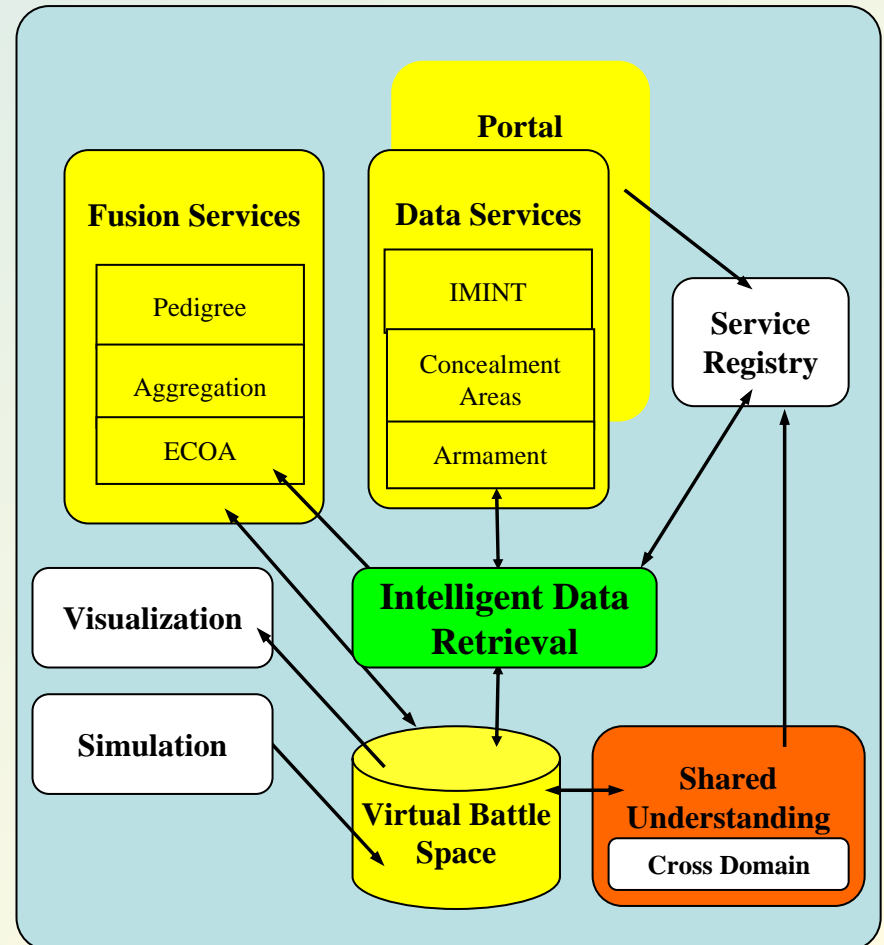 Portal
Fusion Services
Data Services
Pedigree
IMINT
Service
Registry
Aggregation
Concealment
Areas
ECOA
Armament
Intelligent Data
Retrieval
Visualization
Simulation
Virtual Battle
Space
Shared
Understanding
Cross Domain